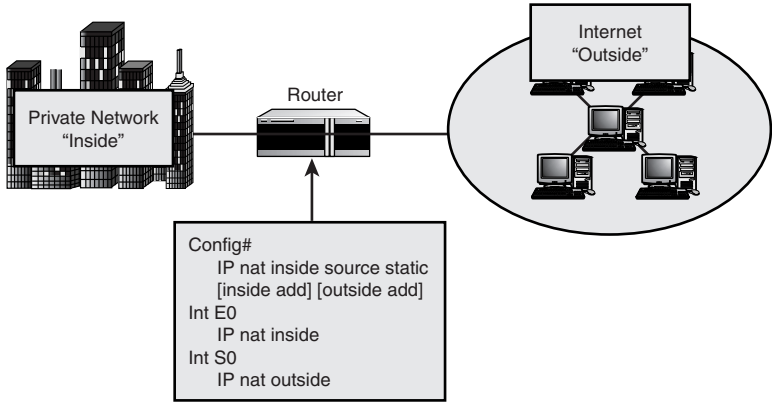 Private Network
“Inside”
Router
Internet
“Outside”
Config#
IP nat inside source static
[inside add] [outside add]
Int E0
IP nat inside
Int S0
IP nat outside